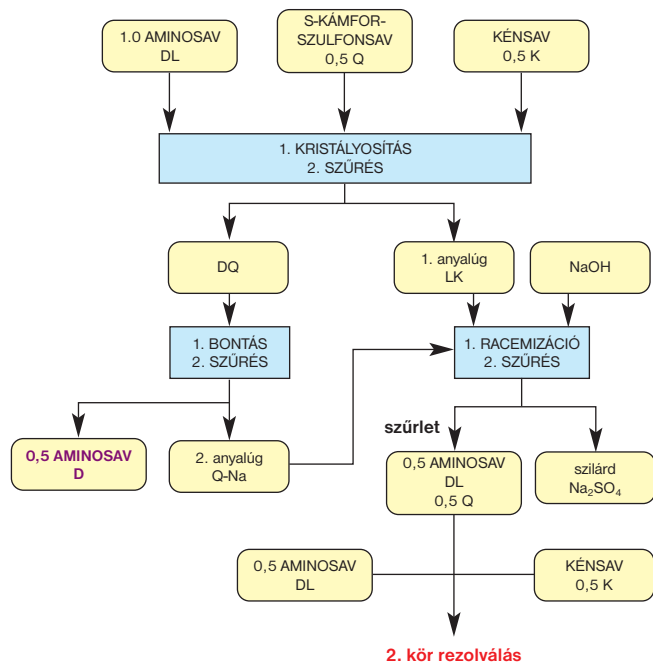 1.0 AMINOSAV
DL
S-KÁMFOR-
SZULFONSAV
0,5 Q
KÉNSAV
0,5 K
1. KRISTÁLYOSÍTÁS
2. SZŰRÉS
DQ
1. anyalúg
LK
NaOH
1. BONTÁS
2. SZŰRÉS
1. RACEMIZÁCIÓ
2. SZŰRÉS
szűrlet
0,5 AMINOSAV
D
2. anyalúg
Q-Na
0,5 AMINOSAV
DL
0,5 Q
szilárd
Na₂SO₄
0,5 AMINOSAV
DL
KÉNSAV
0,5 K
2. kör rezolválás